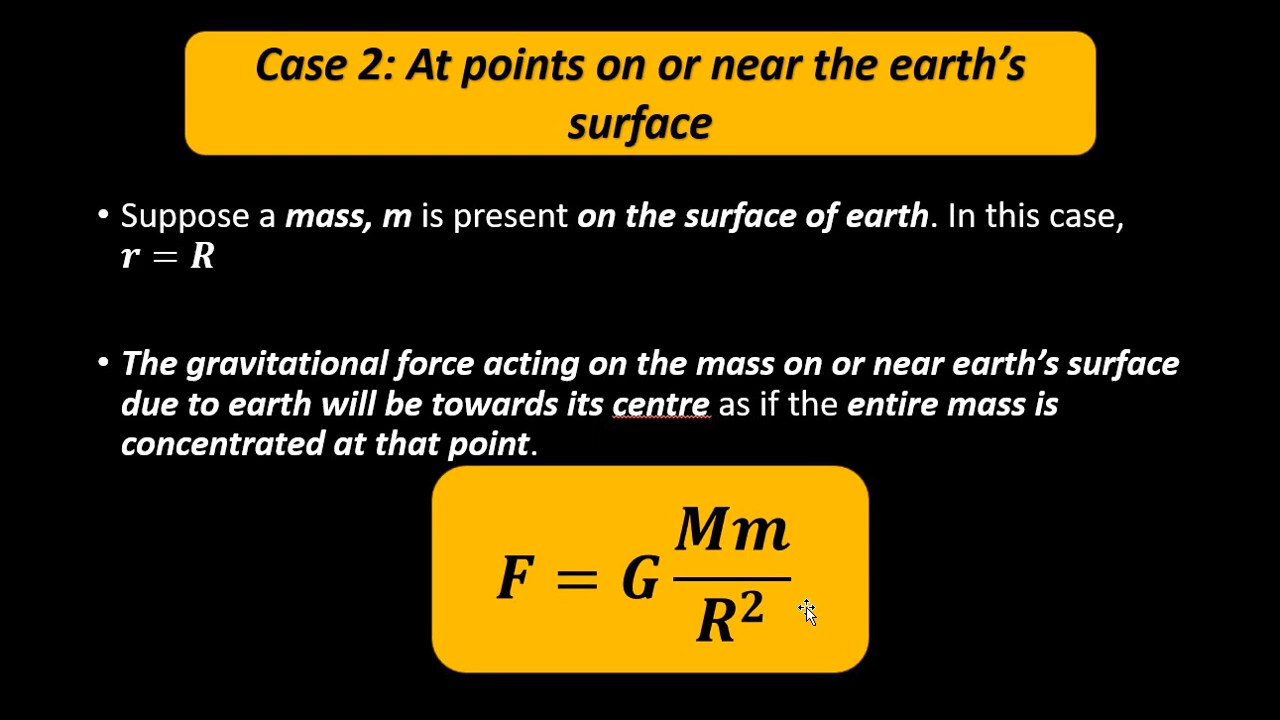 Case 2: At points on or near the earth’s
surface
• Suppose a mass, m is present on the surface of earth. In this case,
r = R
• The gravitational force acting on the mass on or near earth’s surface
due to earth will be towards its centre as if the entire mass is
concentrated at that point.
F = G Mm / R²